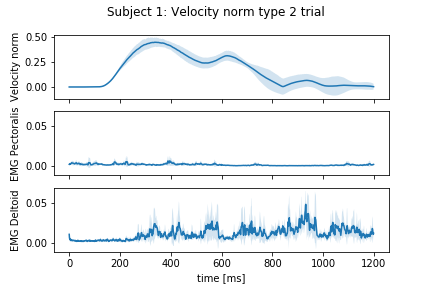 Subject 1: Velocity norm type 2 trial
Velocity norm
0.50
0.25
0.00
EMG Pectoralis
0.05
0.00
EMG Deltoid
0.05
0.00
0 200 400 600 800 1000 1200
time [ms]